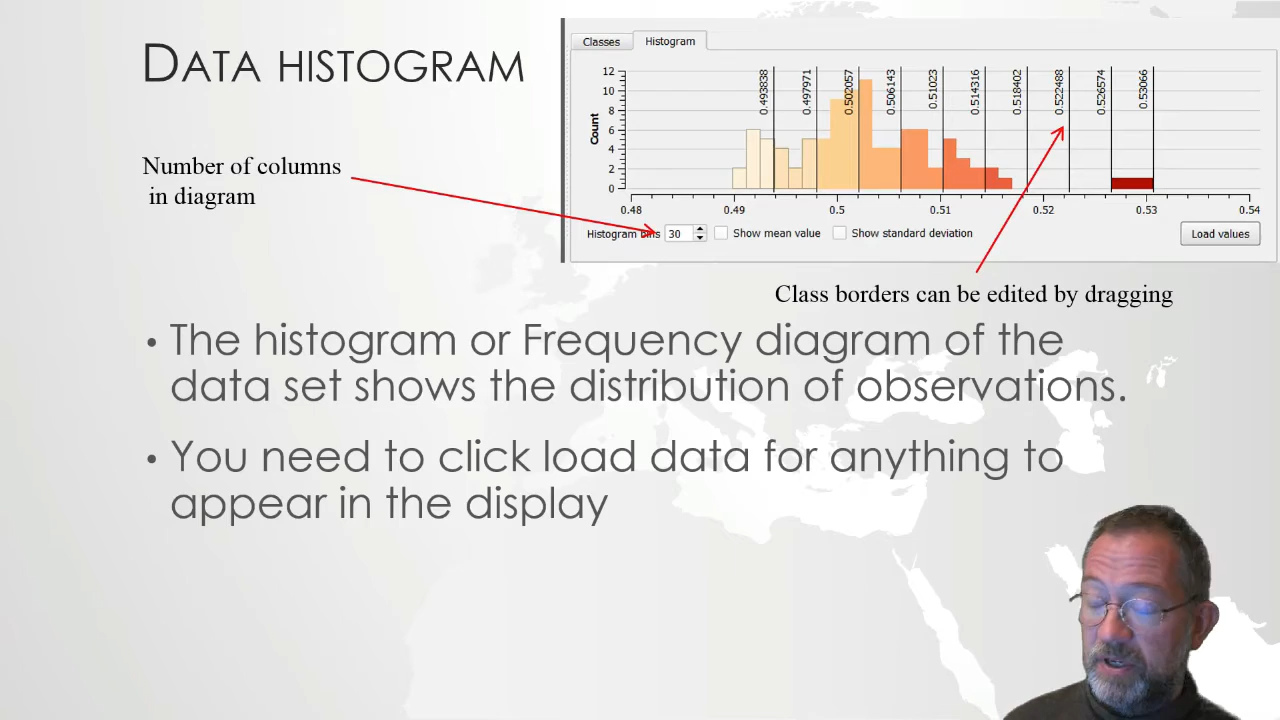 DATA HISTOGRAM
Classes
Histogram
12
10
8
6
4
2
0
Count
0.493838
0.497971
0.502057
0.506143
0.51023
0.514316
0.518402
0.522488
0.526574
0.53066
0.48
0.49
0.5
0.51
0.52
0.53
0.54
Histogram bins
30
Show mean value
Show standard deviation
Load values
Number of columns
in diagram
Class borders can be edited by dragging
• The histogram or Frequency diagram of the
data set shows the distribution of observations.
• You need to click load data for anything to
appear in the display